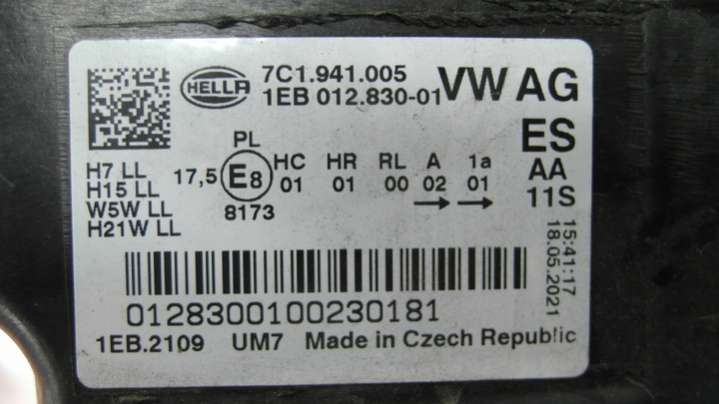 HELLA 7C1.941.005 VW AG
1EB 012.830-01
ES
PL
H7 LL 17,5 E8 HC HR RL A 1a AA
H15 LL 01 01 00 02 01 11S
W5W LL 8173
H21W LL
15:41:17
18.05.2021
0128300100230181
1EB.2109 UM7 Made in Czech Republic